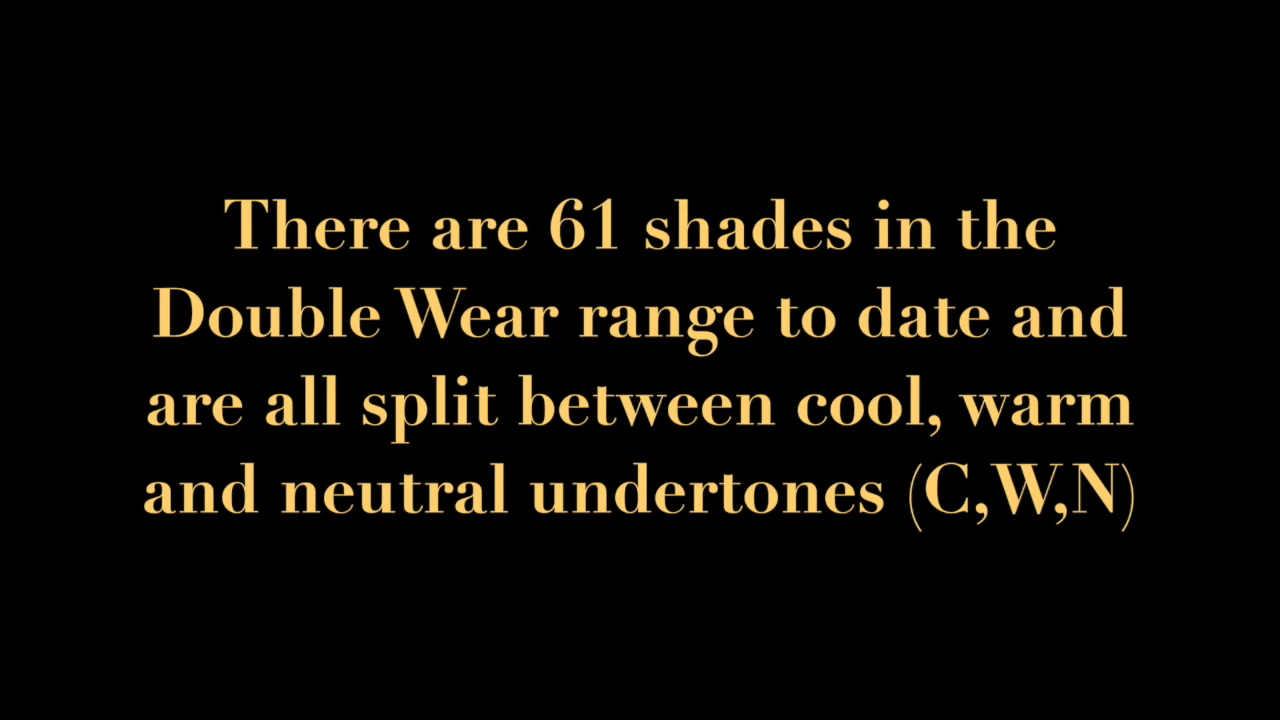 There are 61 shades in the
Double Wear range to date and
are all split between cool, warm
and neutral undertones (C,W,N)